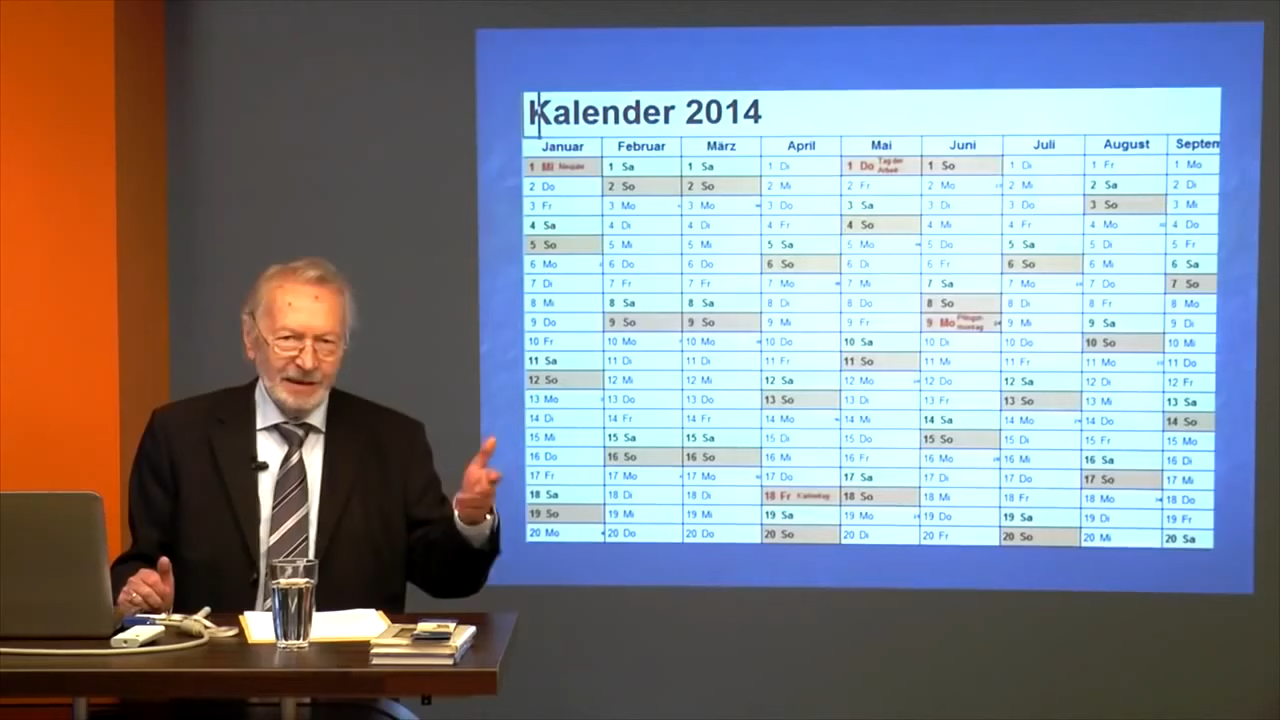 Kalender 2014
Januar Februar März April Mai Juni Juli August Septem
1 Mi 1 Sa 1 Sa 1 Di 1 Do Tag der Arbeit 1 So 1 Di 1 Fr 1 Mo
2 Do 2 So 2 So 2 Mi 2 Fr 2 Mo 2 Mi 2 Sa 2 Di
3 Fr 3 Mo 3 Mo 3 Do 3 Sa 3 Di 3 Do 3 So 3 Mi
4 Sa 4 Di 4 Di 4 Fr 4 So 4 Mi 4 Fr 4 Mo 4 Do
5 So 5 Mi 5 Mi 5 Sa 5 Mo 5 Do 5 Sa 5 Di 5 Fr
6 Mo 6 Do 6 Do 6 So 6 Di 6 Fr 6 So 6 Mi 6 Sa
7 Di 7 Fr 7 Fr 7 Mo 7 Mi 7 Sa 7 Mo 7 Do 7 So
8 Mi 8 Sa 8 Sa 8 Di 8 Do 8 So 8 Di 8 Fr 8 Mo
9 Do 9 So 9 So 9 Mi 9 Fr 9 Mo 9 Mi 9 Sa 9 Di
10 Fr 10 Mo 10 Mo 10 Do 10 Sa 10 Di 10 Do 10 So 10 Mi
11 Sa 11 Di 11 Di 11 Fr 11 So 11 Mi 11 Fr 11 Mo 11 Do
12 So 12 Mi 12 Mi 12 Sa 12 Mo 12 Do 12 Sa 12 Di 12 Fr
13 Mo 13 Do 13 Do 13 So 13 Di 13 Fr 13 So 13 Mi 13 Sa
14 Di 14 Fr 14 Fr 14 Mo 14 Mi 14 Sa 14 Mo 14 Do 14 So
15 Mi 15 Sa 15 Sa 15 Di 15 Do 15 So 15 Di 15 Fr 15 Mo
16 Do 16 So 16 So 16 Mi 16 Fr 16 Mo 16 Mi 16 Sa 16 Di
17 Fr 17 Mo 17 Mo 17 Do 17 Sa 17 Di 17 Do 17 So 17 Mi
18 Sa 18 Di 18 Di 18 Fr 18 So 18 Mi 18 Fr 18 Mo 18 Do
19 So 19 Mi 19 Mi 19 Sa 19 Mo 19 Do 19 Sa 19 Di 19 Fr
20 Mo 20 Do 20 Do 20 So 20 Di 20 Fr 20 So 20 Mi 20 Sa